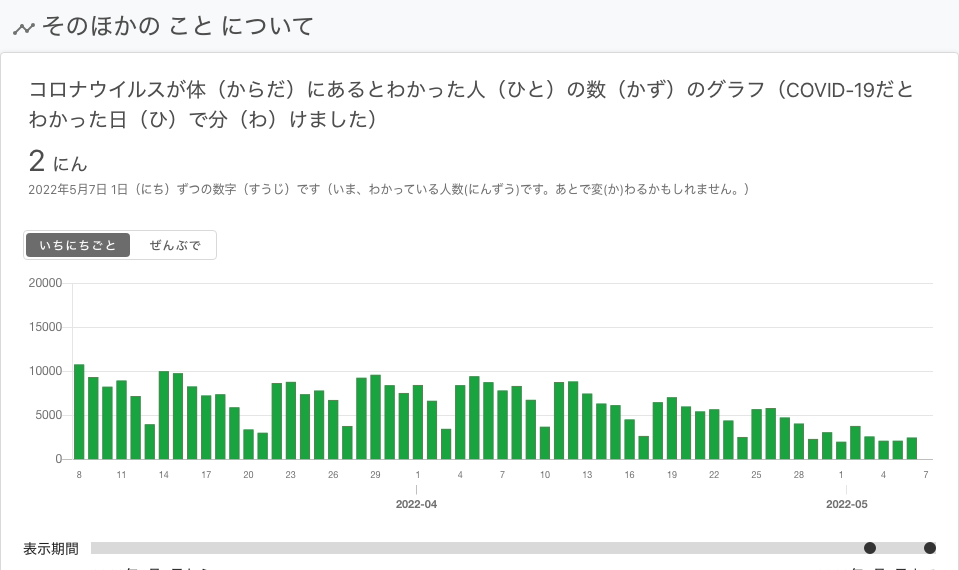 そのほかの こと について
コロナウイルスが体（からだ）にあるとわかった人（ひと）の数（かず）のグラフ（COVID-19だと
わかった日（ひ）で分（わ）けました）
2 にん
2022年5月7日 1日（にち）ずつの数字（すうじ）です（いま、わかっている人数(にんずう)です。あとで変(か)わるかもしれません。）
いちにちごと ぜんぶで
20000
15000
10000
5000
0
8 11 14 17 20 23 26 29 1 4 7 10 13 16 19 22 25 28 1 4 7
2022-04 2022-05
表示期間